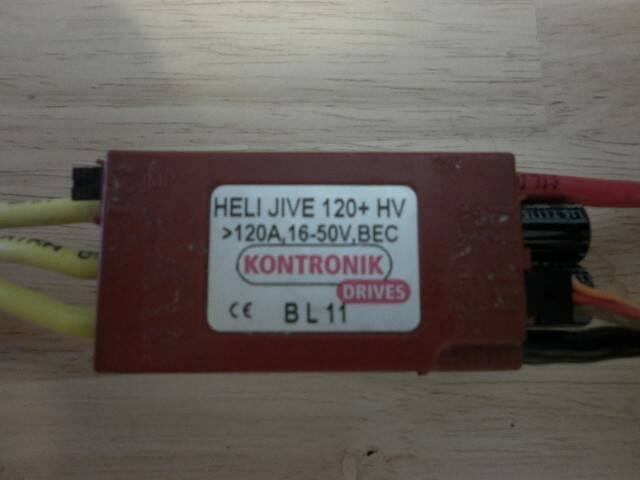 HELI JIVE 120+ HV
>120A,16-50V,BEC
KONTRONIK
DRIVES
CE BL11